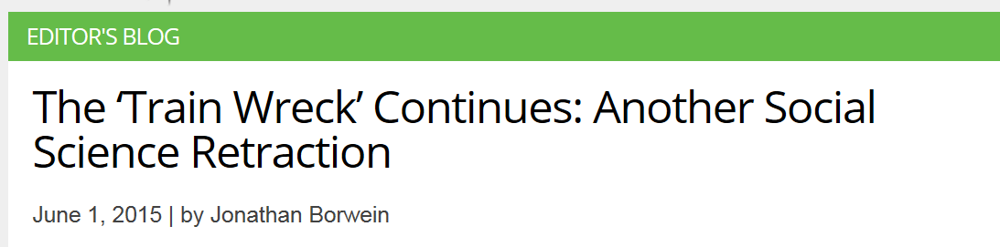 EDITOR'S BLOG
The ‘Train Wreck’ Continues: Another Social
Science Retraction
June 1, 2015 | by Jonathan Borwein